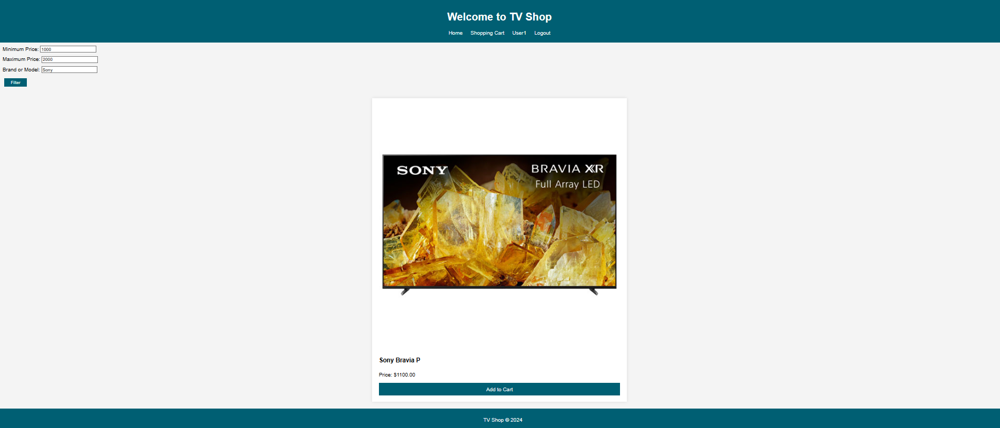 Welcome to TV Shop
Home Shopping Cart User1 Logout
Minimum Price: 1000
Maximum Price: 2000
Brand or Model: Sony
Filter
SONY BRAVIA XR
Full Array LED
Sony Bravia P
Price: $1100.00
Add to Cart
TV Shop © 2024